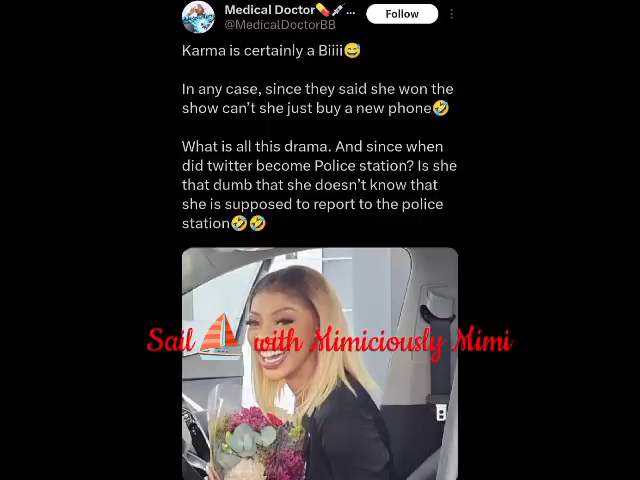 Medical Doctor💊💉...
Follow
@MedicalDoctorBB
Karma is certainly a Biiii😅
In any case, since they said she won the
show can't she just buy a new phone🤣
What is all this drama. And since when
did twitter become Police station? Is she
that dumb that she doesn't know that
she is supposed to report to the police
station🤣🤣
Sail⛵ with Mimiciously Mimi